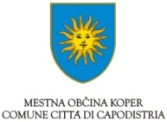 MESTNA OBČINA KOPER
COMUNE CITTÀ DI CAPODISTRIA